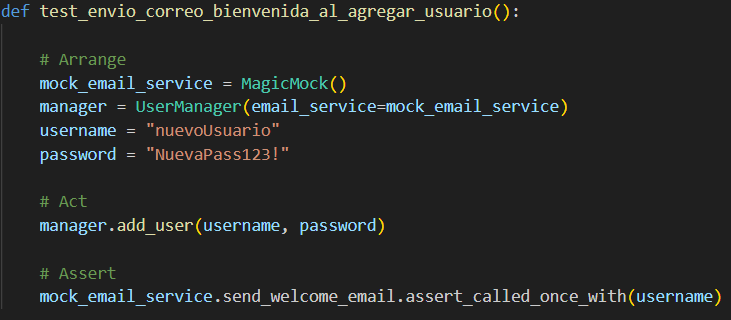 def test_envio_correo_bienvenida_al_agregar_usuario():
# Arrange
mock_email_service = MagicMock()
manager = UserManager(email_service=mock_email_service)
username = "nuevoUsuario"
password = "NuevaPass123!"
# Act
manager.add_user(username, password)
# Assert
mock_email_service.send_welcome_email.assert_called_once_with(username)